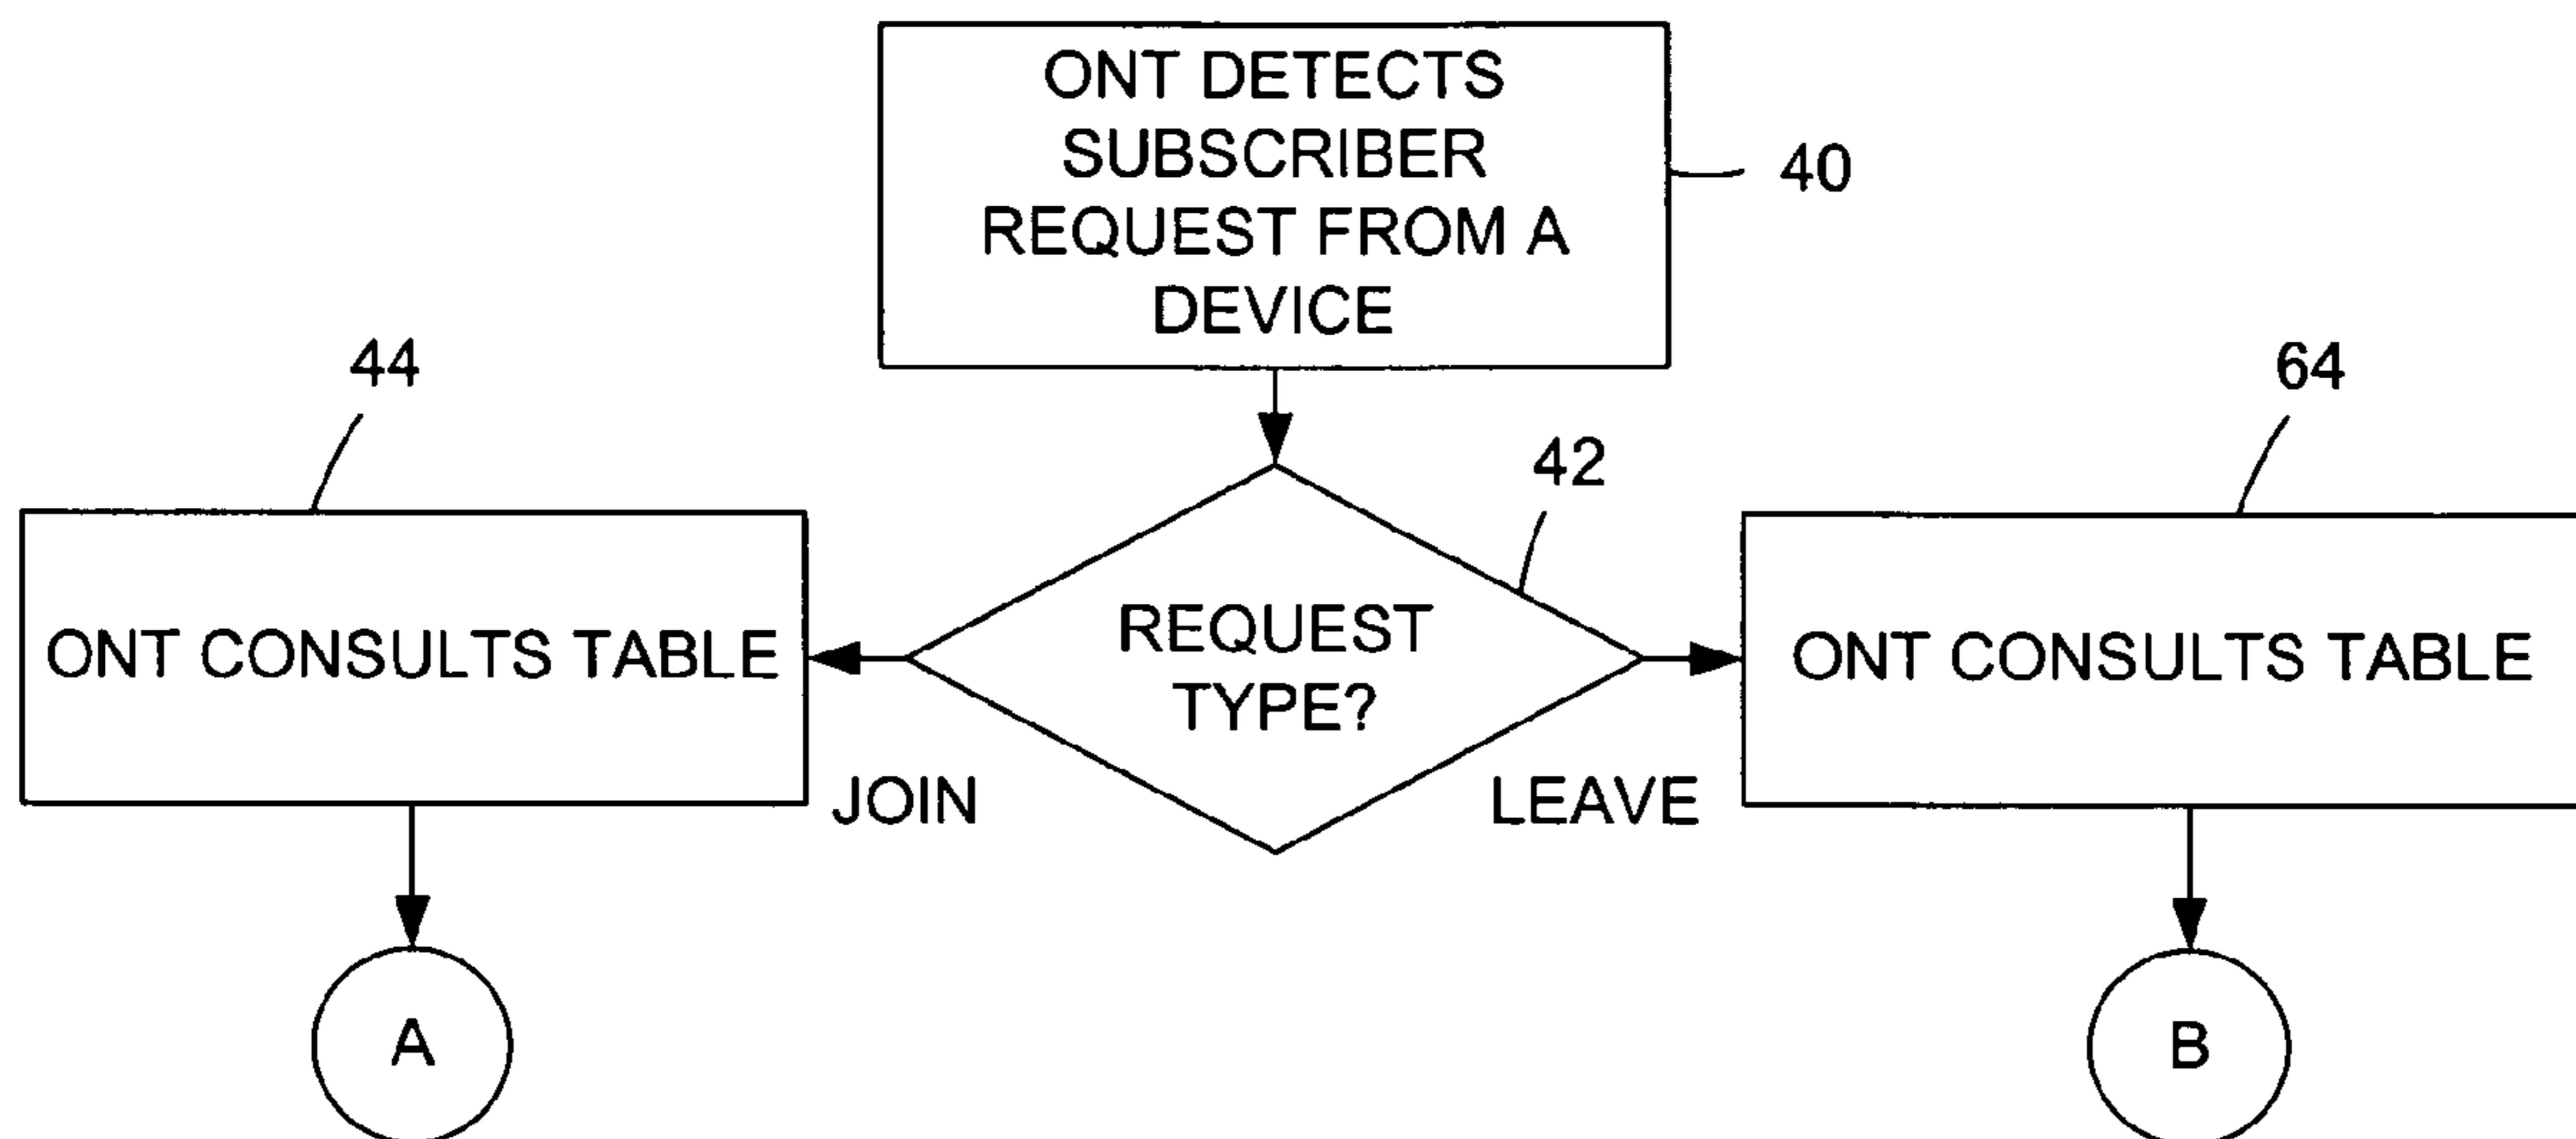 ONT DETECTS
SUBSCRIBER
REQUEST FROM A
DEVICE
40
44
64
42
ONT CONSULTS TABLE
REQUEST
TYPE?
ONT CONSULTS TABLE
JOIN
LEAVE
A
B